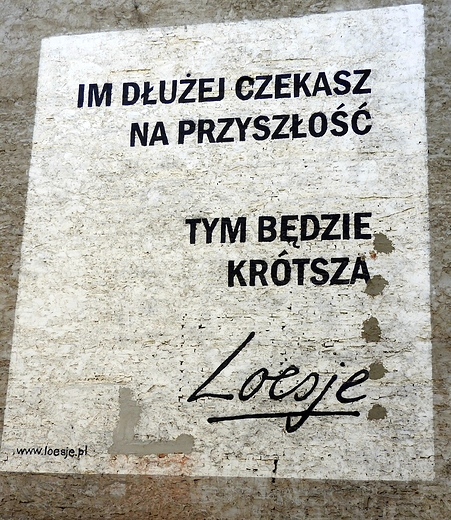 IM DŁUŻEJ CZEKASZ
NA PRZYSZŁOŚĆ
TYM BĘDZIE
KRÓTSZA
Loesje
www.loesje.pl